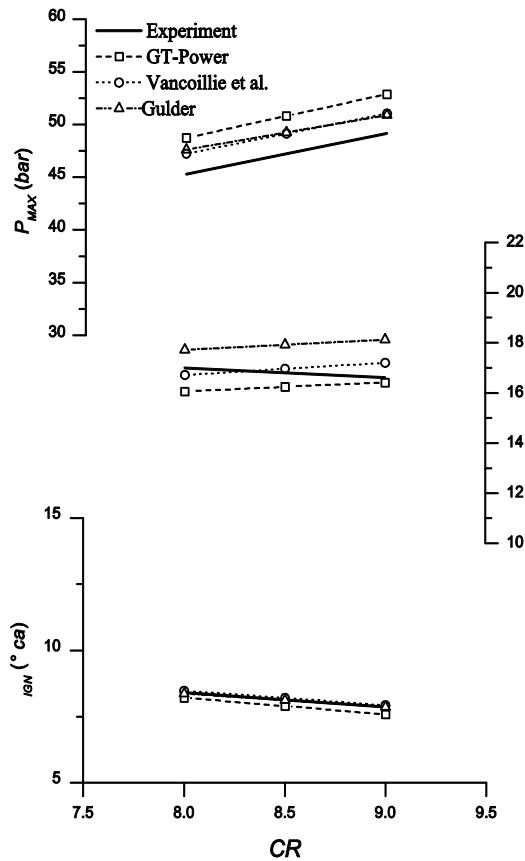 60
55
50
45
40
35
30
P_MAX (bar)
Experiment
GT-Power
Vancoillie et al.
Gulder
22
20
18
16
14
12
10
15
10
5
IGN (° ca)
7.5 8.0 8.5 9.0 9.5
CR